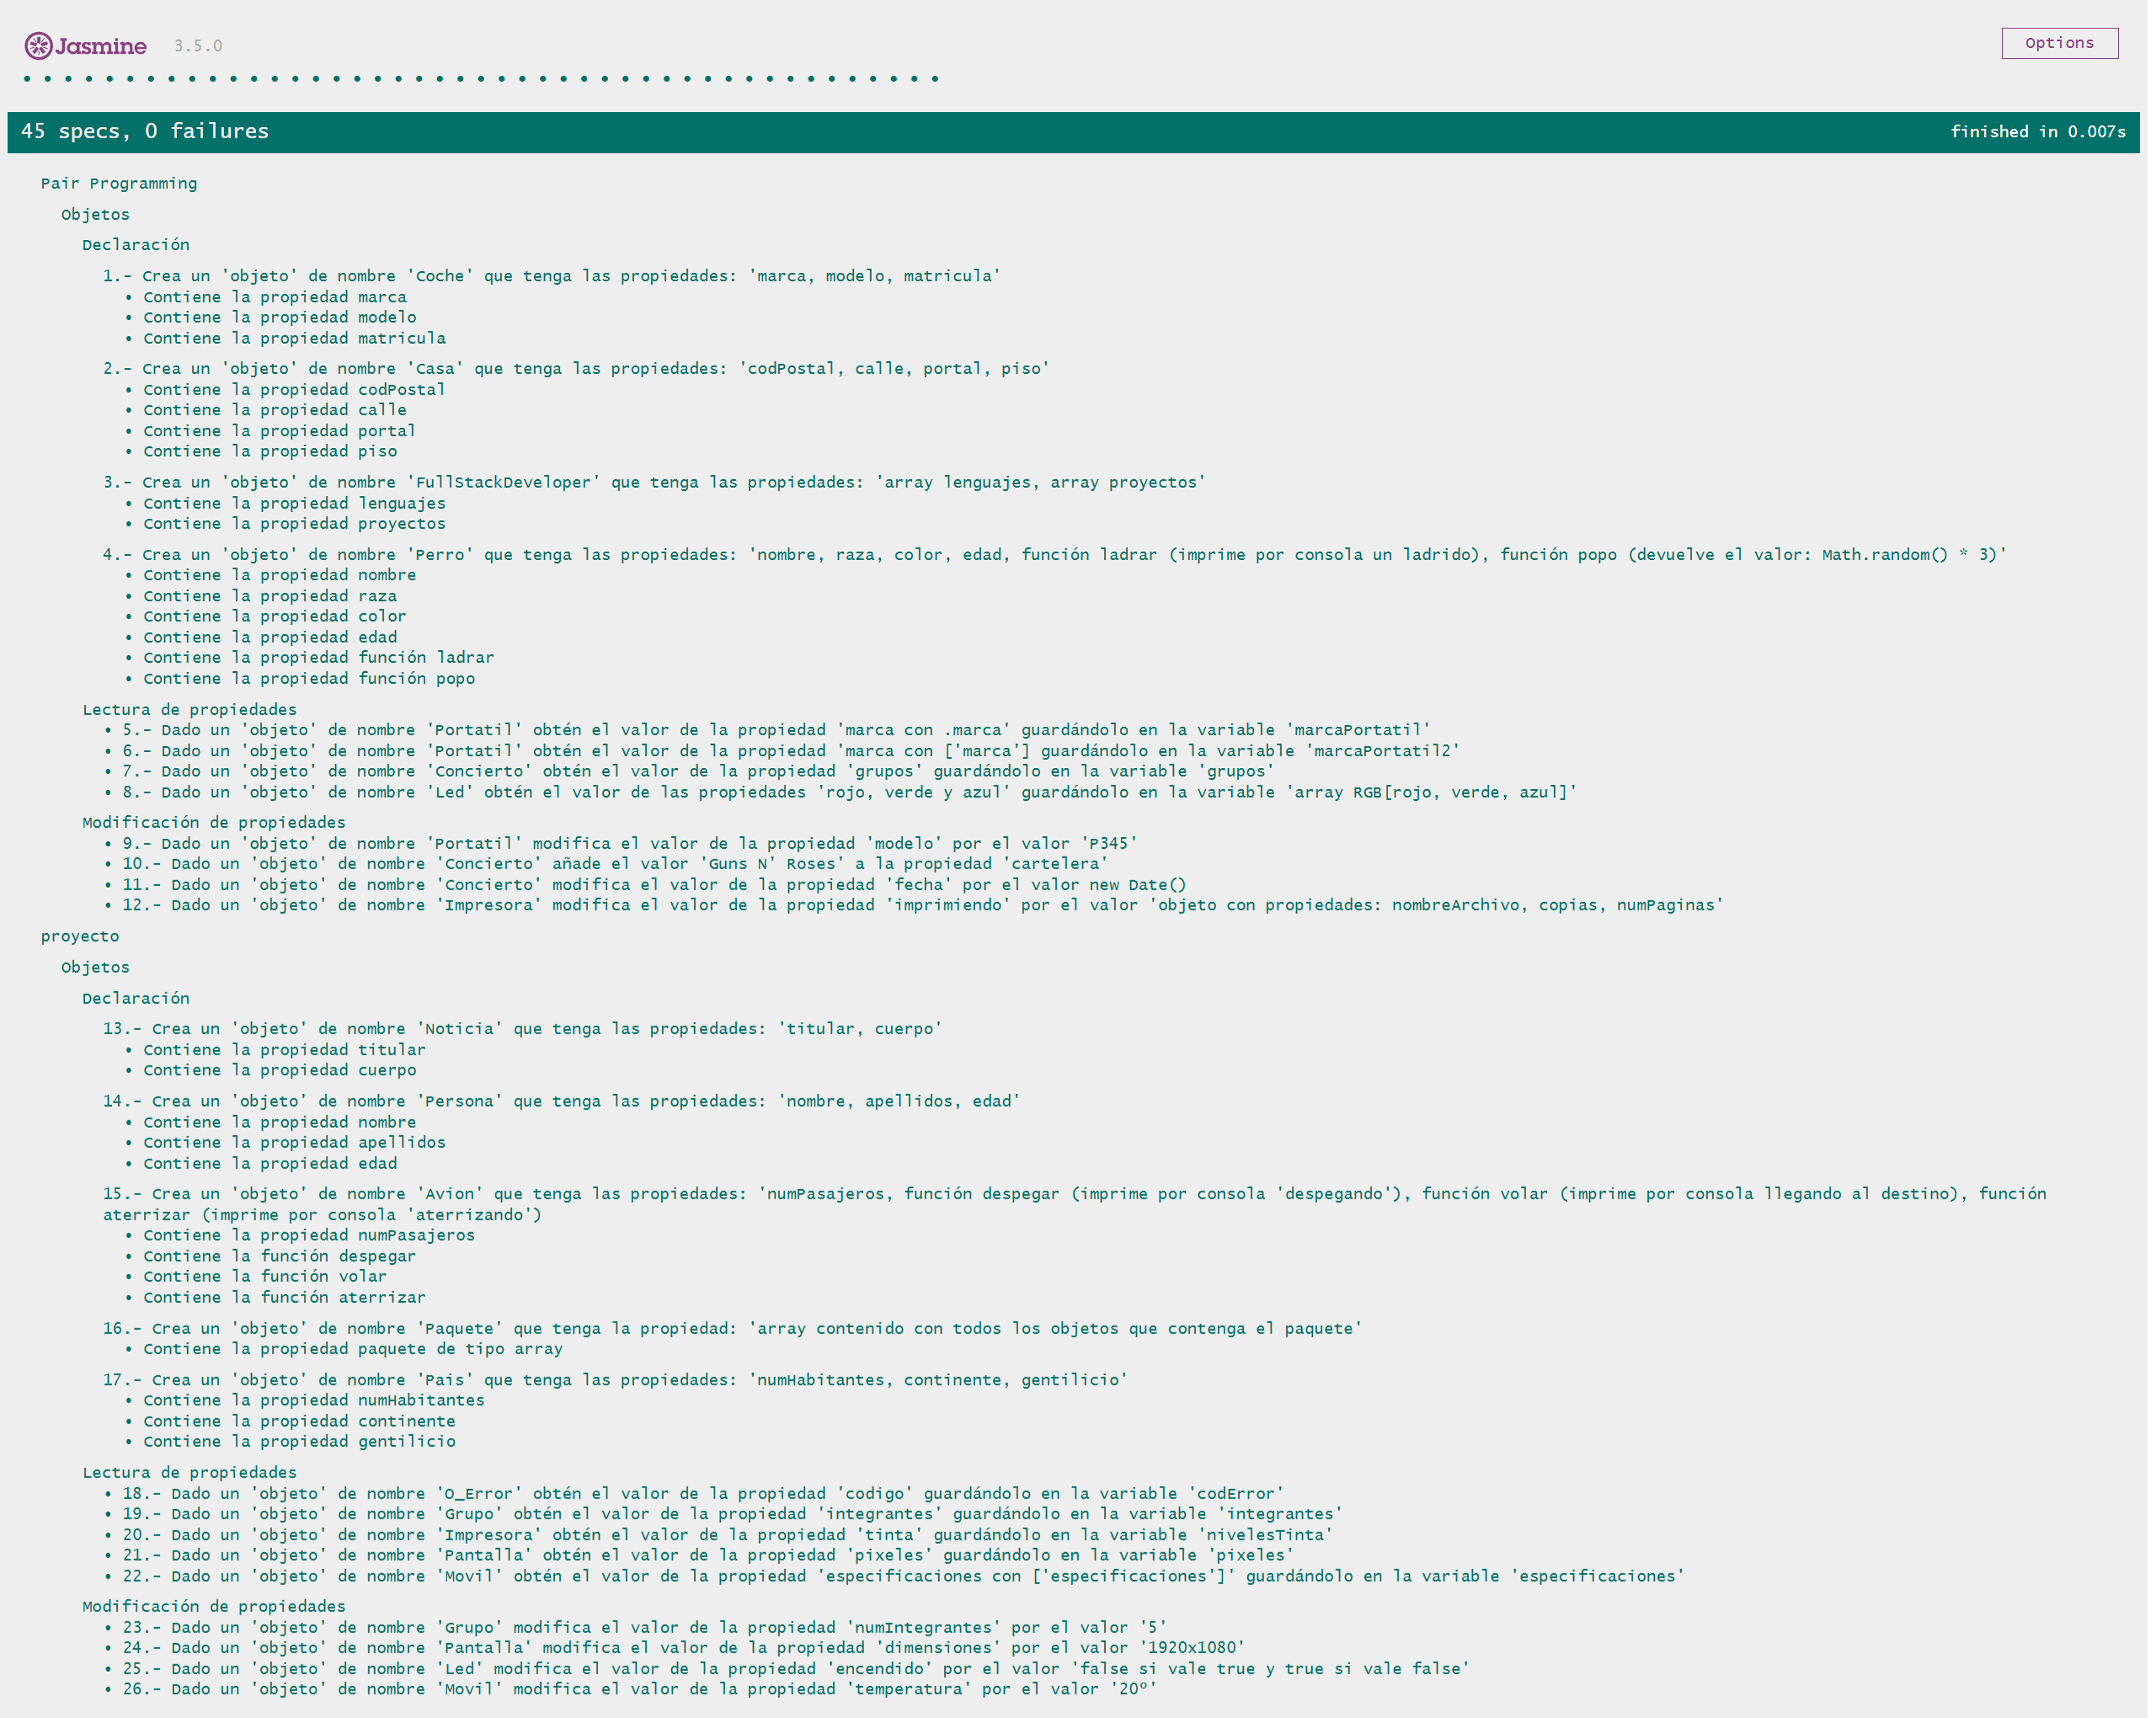 Jasmine 3.5.0 Options
45 specs, 0 failures finished in 0.007s
Pair Programming
Objetos
Declaración
1.- Crea un 'objeto' de nombre 'Coche' que tenga las propiedades: 'marca, modelo, matricula'
• Contiene la propiedad marca
• Contiene la propiedad modelo
• Contiene la propiedad matricula
2.- Crea un 'objeto' de nombre 'Casa' que tenga las propiedades: 'codPostal, calle, portal, piso'
• Contiene la propiedad codPostal
• Contiene la propiedad calle
• Contiene la propiedad portal
• Contiene la propiedad piso
3.- Crea un 'objeto' de nombre 'FullStackDeveloper' que tenga las propiedades: 'array lenguajes, array proyectos'
• Contiene la propiedad lenguajes
• Contiene la propiedad proyectos
4.- Crea un 'objeto' de nombre 'Perro' que tenga las propiedades: 'nombre, raza, color, edad, función ladrar (imprime por consola un ladrido), función popo (devuelve el valor: Math.random() * 3)'
• Contiene la propiedad nombre
• Contiene la propiedad raza
• Contiene la propiedad color
• Contiene la propiedad edad
• Contiene la propiedad función ladrar
• Contiene la propiedad función popo
Lectura de propiedades
• 5.- Dado un 'objeto' de nombre 'Portatil' obtén el valor de la propiedad 'marca con .marca' guardándolo en la variable 'marcaPortatil'
• 6.- Dado un 'objeto' de nombre 'Portatil' obtén el valor de la propiedad 'marca con ['marca'] guardándolo en la variable 'marcaPortatil2'
• 7.- Dado un 'objeto' de nombre 'Concierto' obtén el valor de la propiedad 'grupos' guardándolo en la variable 'grupos'
• 8.- Dado un 'objeto' de nombre 'Led' obtén el valor de las propiedades 'rojo, verde y azul' guardándolo en la variable 'array RGB[rojo, verde, azul]'
Modificación de propiedades
• 9.- Dado un 'objeto' de nombre 'Portatil' modifica el valor de la propiedad 'modelo' por el valor 'P345'
• 10.- Dado un 'objeto' de nombre 'Concierto' añade el valor 'Guns N' Roses' a la propiedad 'cartelera'
• 11.- Dado un 'objeto' de nombre 'Concierto' modifica el valor de la propiedad 'fecha' por el valor new Date()
• 12.- Dado un 'objeto' de nombre 'Impresora' modifica el valor de la propiedad 'imprimiendo' por el valor 'objeto con propiedades: nombreArchivo, copias, numPaginas'
proyecto
Objetos
Declaración
13.- Crea un 'objeto' de nombre 'Noticia' que tenga las propiedades: 'titular, cuerpo'
• Contiene la propiedad titular
• Contiene la propiedad cuerpo
14.- Crea un 'objeto' de nombre 'Persona' que tenga las propiedades: 'nombre, apellidos, edad'
• Contiene la propiedad nombre
• Contiene la propiedad apellidos
• Contiene la propiedad edad
15.- Crea un 'objeto' de nombre 'Avion' que tenga las propiedades: 'numPasajeros, función despegar (imprime por consola 'despegando'), función volar (imprime por consola llegando al destino), función
aterrizar (imprime por consola 'aterrizando')
• Contiene la propiedad numPasajeros
• Contiene la función despegar
• Contiene la función volar
• Contiene la función aterrizar
16.- Crea un 'objeto' de nombre 'Paquete' que tenga la propiedad: 'array contenido con todos los objetos que contenga el paquete'
• Contiene la propiedad paquete de tipo array
17.- Crea un 'objeto' de nombre 'Pais' que tenga las propiedades: 'numHabitantes, continente, gentilicio'
• Contiene la propiedad numHabitantes
• Contiene la propiedad continente
• Contiene la propiedad gentilicio
Lectura de propiedades
• 18.- Dado un 'objeto' de nombre 'O_Error' obtén el valor de la propiedad 'codigo' guardándolo en la variable 'codError'
• 19.- Dado un 'objeto' de nombre 'Grupo' obtén el valor de la propiedad 'integrantes' guardándolo en la variable 'integrantes'
• 20.- Dado un 'objeto' de nombre 'Impresora' obtén el valor de la propiedad 'tinta' guardándolo en la variable 'nivelesTinta'
• 21.- Dado un 'objeto' de nombre 'Pantalla' obtén el valor de la propiedad 'pixeles' guardándolo en la variable 'pixeles'
• 22.- Dado un 'objeto' de nombre 'Movil' obtén el valor de la propiedad 'especificaciones con ['especificaciones']' guardándolo en la variable 'especificaciones'
Modificación de propiedades
• 23.- Dado un 'objeto' de nombre 'Grupo' modifica el valor de la propiedad 'numIntegrantes' por el valor '5'
• 24.- Dado un 'objeto' de nombre 'Pantalla' modifica el valor de la propiedad 'dimensiones' por el valor '1920x1080'
• 25.- Dado un 'objeto' de nombre 'Led' modifica el valor de la propiedad 'encendido' por el valor 'false si vale true y true si vale false'
• 26.- Dado un 'objeto' de nombre 'Movil' modifica el valor de la propiedad 'temperatura' por el valor '20º'